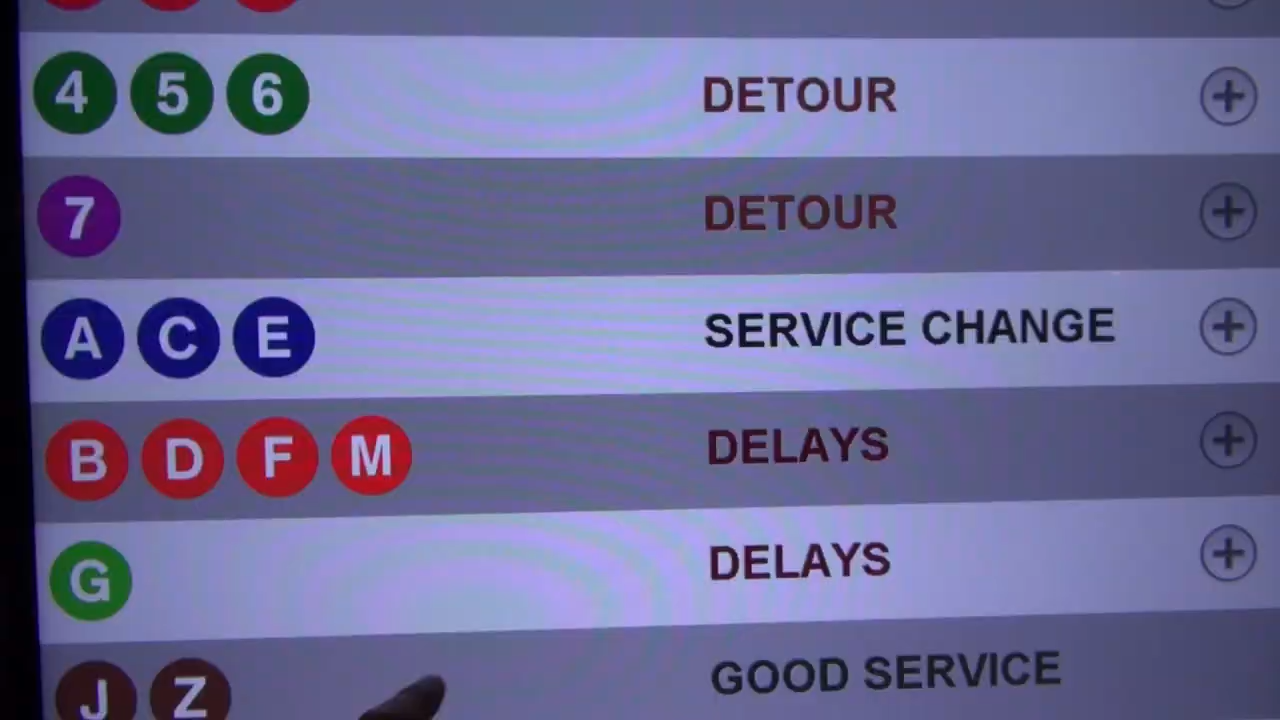 4 5 6 DETOUR
7 DETOUR
A C E SERVICE CHANGE
B D F M DELAYS
G DELAYS
J Z GOOD SERVICE